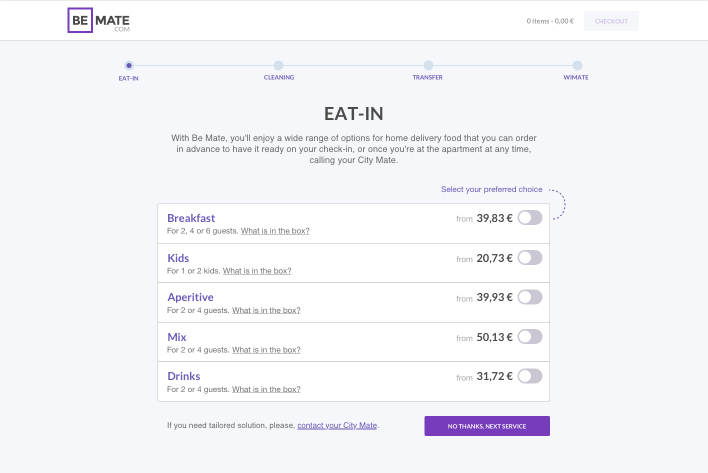 BE MATE
.COM
0 items - 0,00 €
CHECKOUT
EAT-IN
CLEANING
TRANSFER
WIMATE
EAT-IN
With Be Mate, you'll enjoy a wide range of options for home delivery food that you can order
in advance to have it ready on your check-in, or once you're at the apartment at any time,
calling your City Mate.
Select your preferred choice
Breakfast
from 39,83 €
For 2, 4 or 6 guests. What is in the box?
Kids
from 20,73 €
For 1 or 2 kids. What is in the box?
Aperitive
from 39,93 €
For 2 or 4 guests. What is in the box?
Mix
from 50,13 €
For 2 or 4 guests. What is in the box?
Drinks
from 31,72 €
For 2 or 4 guests. What is in the box?
If you need tailored solution, please, contact your City Mate.
NO THANKS, NEXT SERVICE